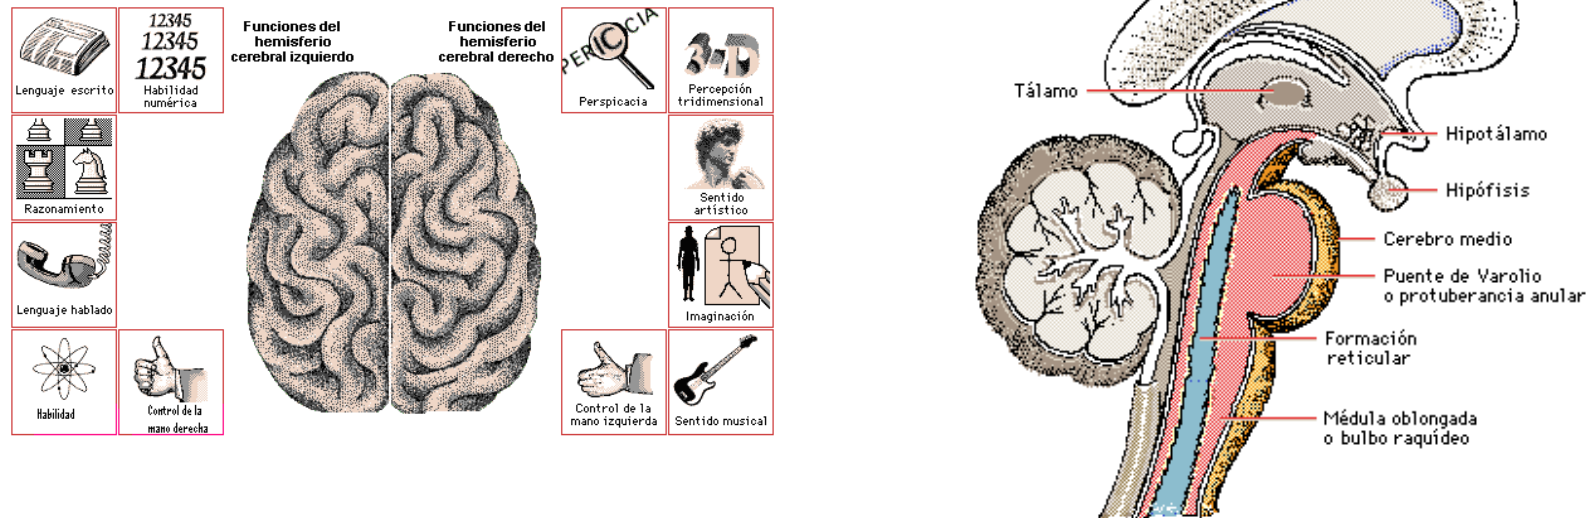 Funciones del
hemisferio
cerebral izquierdo
Funciones del
hemisferio
cerebral derecho
Lenguaje escrito
12345
12345
12345
Habilidad
numérica
Razonamiento
Lenguaje hablado
Habilidad
Control de la
mano derecha
PERICICIA
Perspicacia
3-D
Percepción
tridimensional
Sentido
artístico
Imaginación
Control de la
mano izquierda
Sentido musical
Tálamo
Hipotálamo
Hipófisis
Cerebro medio
Puente de Varolio
o protuberancia anular
Formación
reticular
Médula oblongada
o bulbo raquídeo